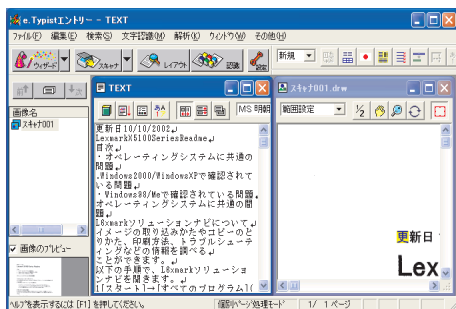 e.Typistエントリー - TEXT
ファイル(F) 編集(E) 検索(S) 文字認識(M) 解析(K) ウィンドウ(W) その他(H)
ウィザード スキャナ レイアウト 認識 設定 新規
画像名
スキャナ001
画像のプレビュー
TEXT
MS 明朝
更新日10/10/2002↵
LexmarkX5100SeriesReadme↵
目次↵
・オペレーティングシステムに共通の
問題↵
.Windows2000/WindowsXPで確認されて
いる問題↵
・Windows98/Meで確認されている問題↵
オペレーティングシステムに共通の問
題↵
L6xmarkソリューションナビについて↵
イメージの取り込みかたやコピーのと
りかた、印刷方法、トラブルシューテ
ィングなどの情報を調べる↵
ことができます。↵
以下の手順で、L6xmarkソリューショ
ンナビを開きます。↵
1[スタート]→[すべてのプログラム](
スキャナ001.drw
範囲設定
1/2
更新日
Lex
ヘルプを表示するには [F1] を押してください。
個別ページ処理モード
1/ 1 ページ